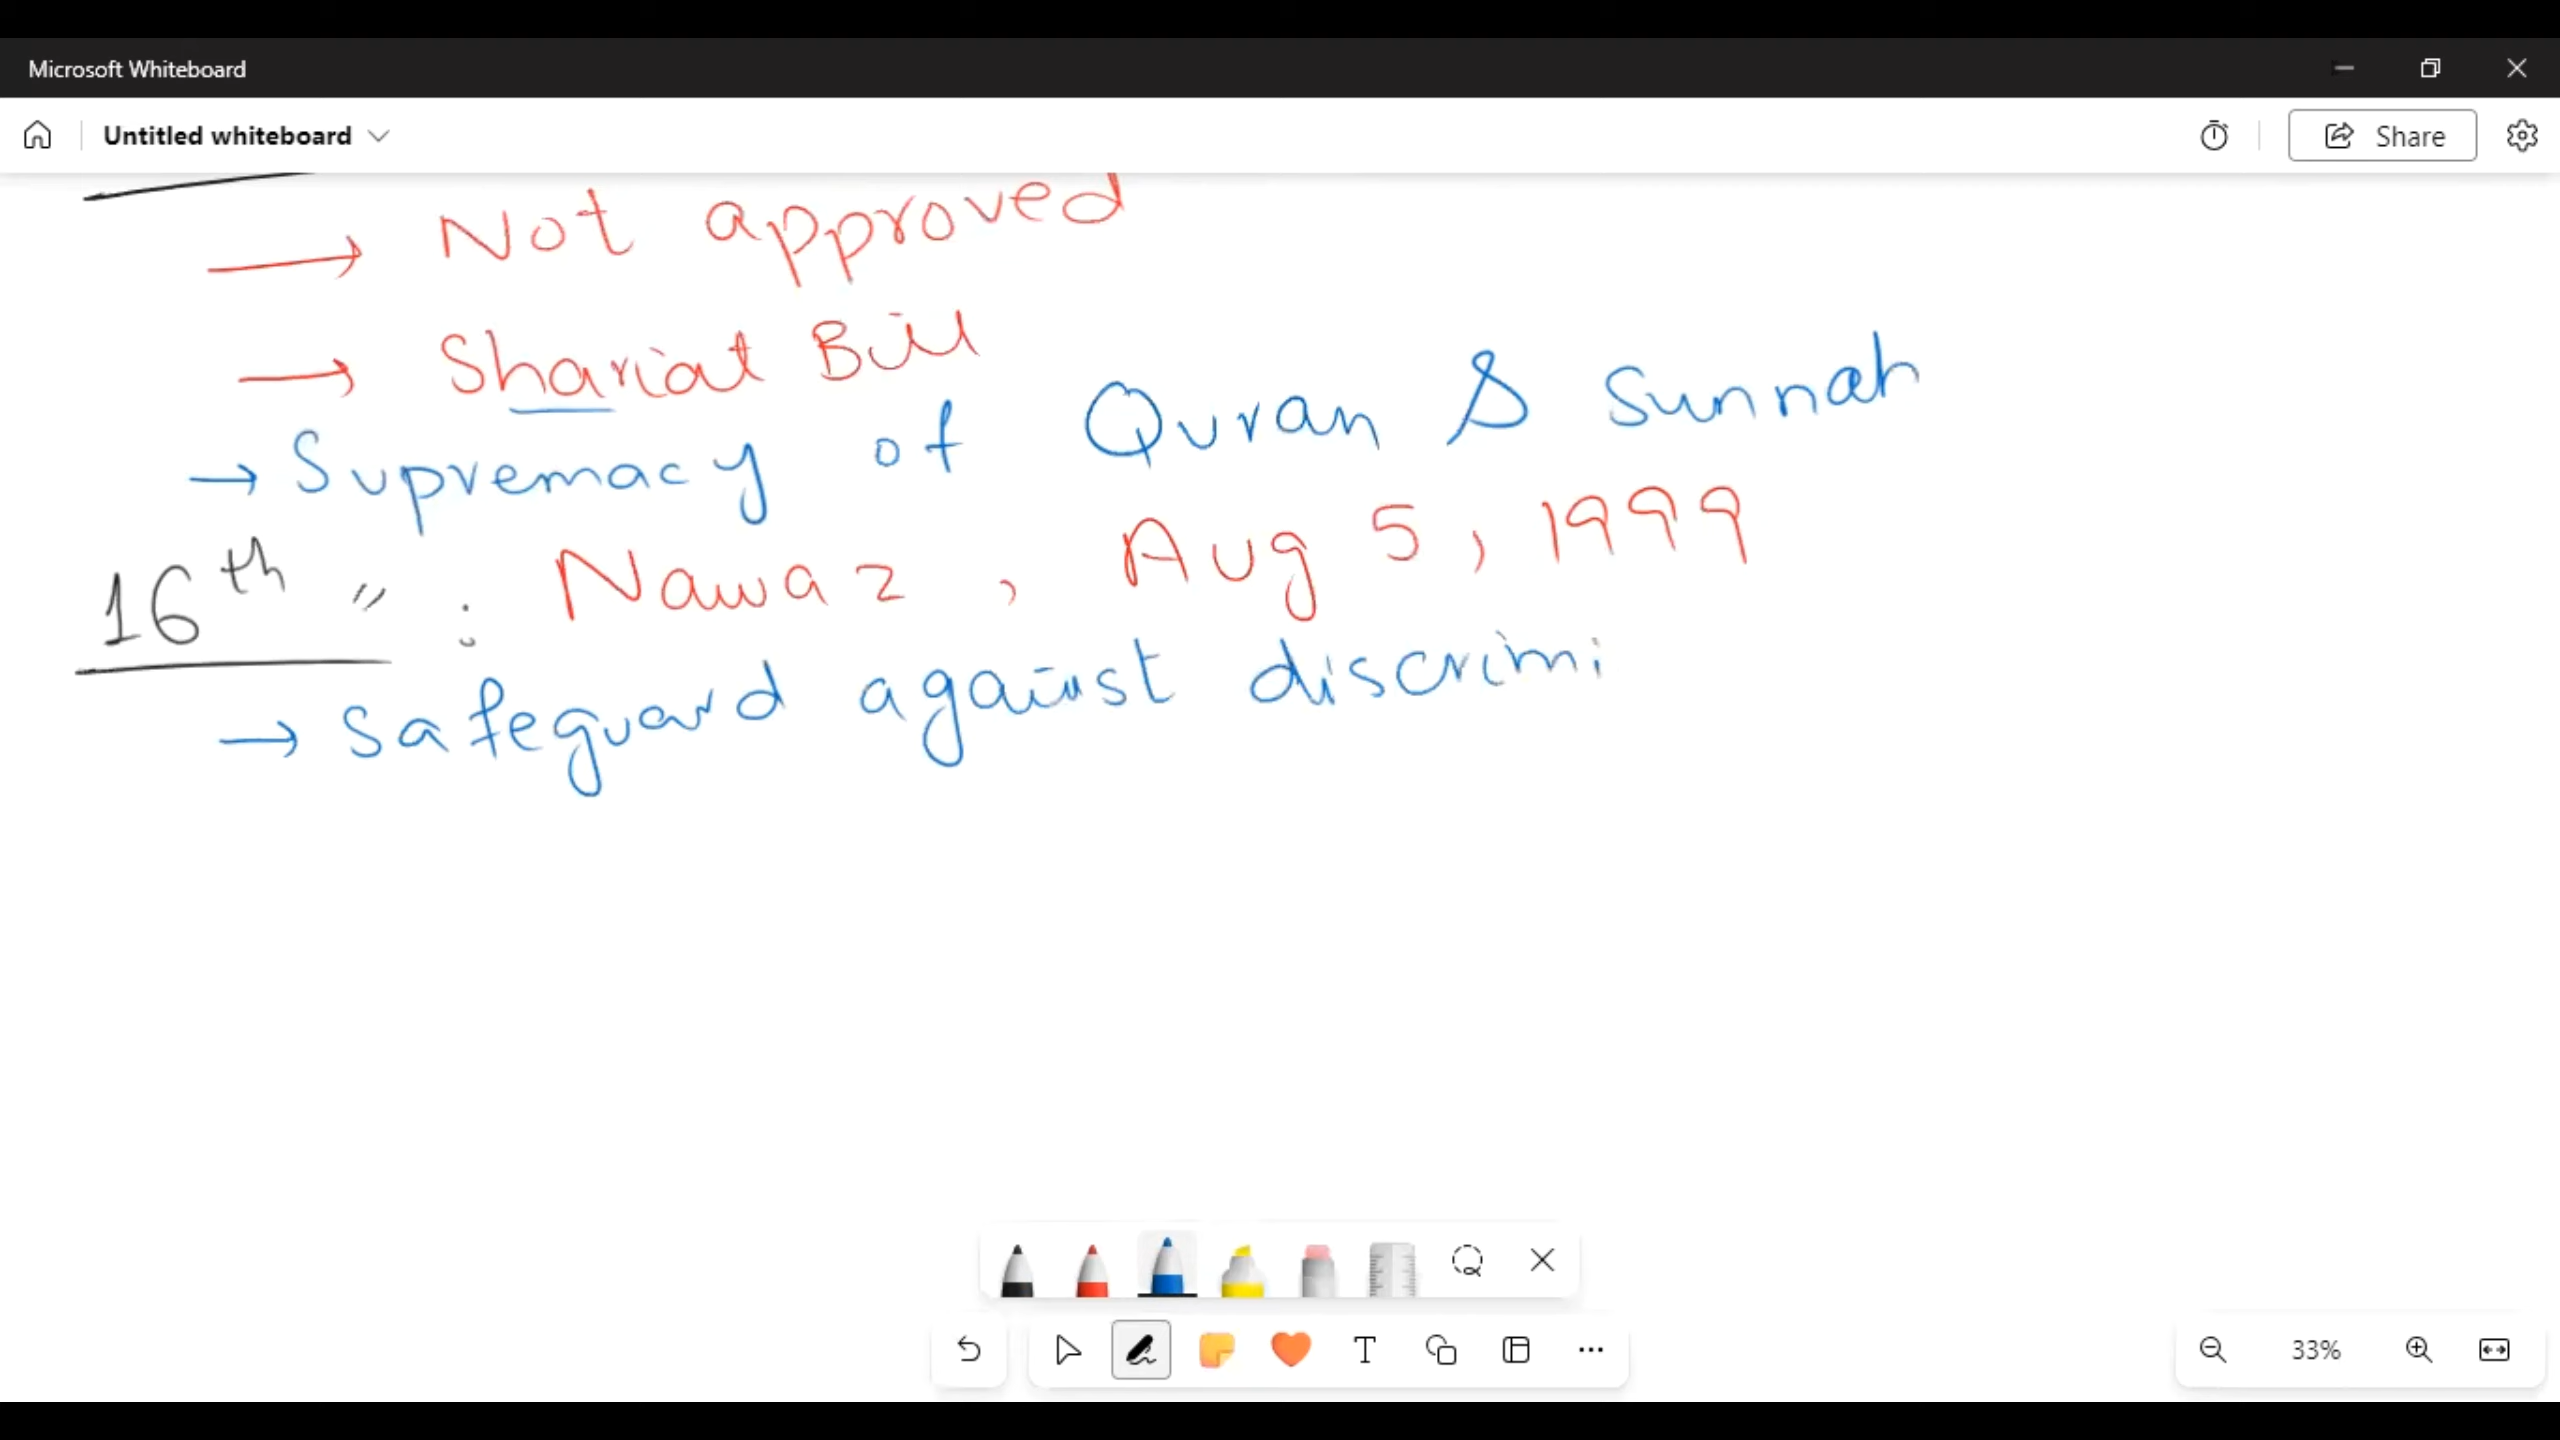 Microsoft Whiteboard
Untitled whiteboard
Share
→ Not approved
→ Shariat Bill
→ Supremacy of Quran & Sunnah
16th " : Nawaz , Aug 5, 1999
→ Safeguard against discrimi
T
33%